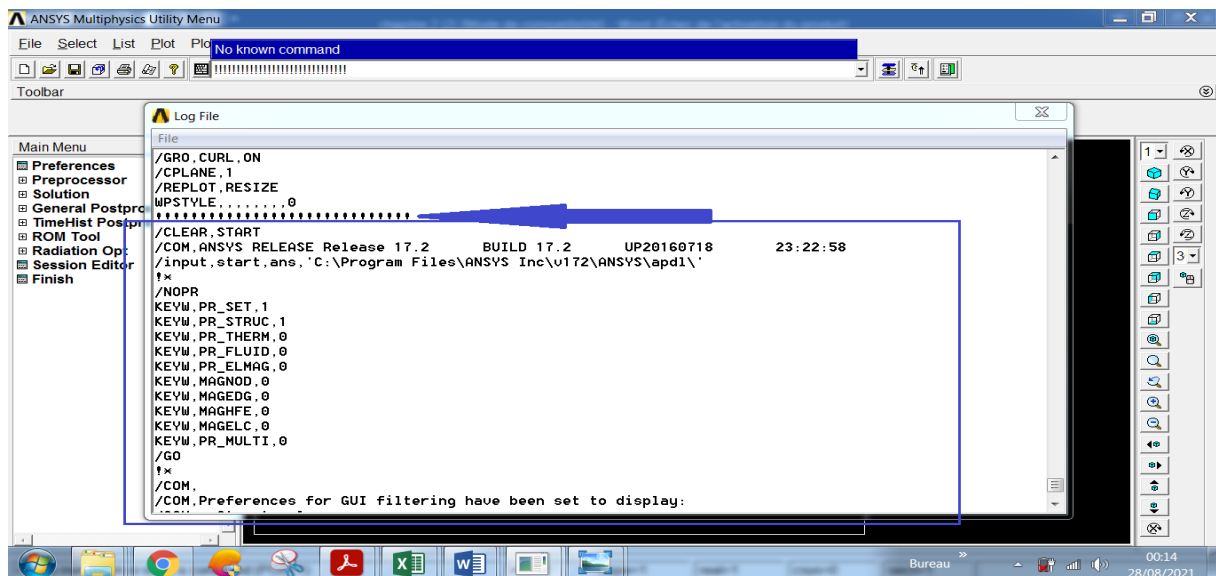 ANSYS Multiphysics Utility Menu
File Select List Plot Plo
No known command
!!!!!!!!!!!!!!!!!!!!!!!!!!!!!!
Toolbar
Log File
File
Main Menu
Preferences
Preprocessor
Solution
General Postpro
TimeHist Postpr
ROM Tool
Radiation Opt
Session Editor
Finish
/GRO,CURL,ON
/CPLANE,1
/REPLOT,RESIZE
WPSTYLE,,,,,,,,0
!!!!!!!!!!!!!!!!!!!!!!!!!!!!!!
/CLEAR,START
/COM,ANSYS RELEASE Release 17.2 BUILD 17.2 UP20160718 23:22:58
/input,start,ans,'C:\Program Files\ANSYS Inc\v172\ANSYS\apdl\'
!*
/NOPR
KEYW,PR_SET,1
KEYW,PR_STRUC,1
KEYW,PR_THERM,0
KEYW,PR_FLUID,0
KEYW,PR_ELMAG,0
KEYW,MAGNOD,0
KEYW,MAGEDG,0
KEYW,MAGHFE,0
KEYW,MAGELC,0
KEYW,PR_MULTI,0
/GO
!*
/COM,
/COM,Preferences for GUI filtering have been set to display:
1
3
Bureau
00:14
28/08/2021